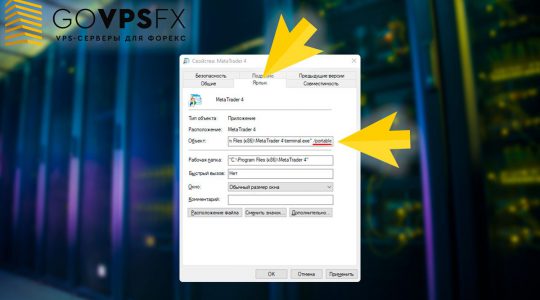 GOVPSFX
VPS-СЕРВЕРЫ ДЛЯ ФОРЕКС
Свойства: MetaTrader 4
Безопасность
Предыдущие версии
Общие
Ярлык
Совместимость
MetaTrader 4
Тип объекта: Приложение
Расположение: MetaTrader 4
Объект: n Files (x86)\MetaTrader 4\terminal.exe" /portable
Рабочая папка: "C:\Program Files (x86)\MetaTrader 4"
Быстрый вызов: Нет
Окно: Обычный размер окна
Комментарий:
Расположение файла Сменить значок... Дополнительно...
ОК Отмена Применить